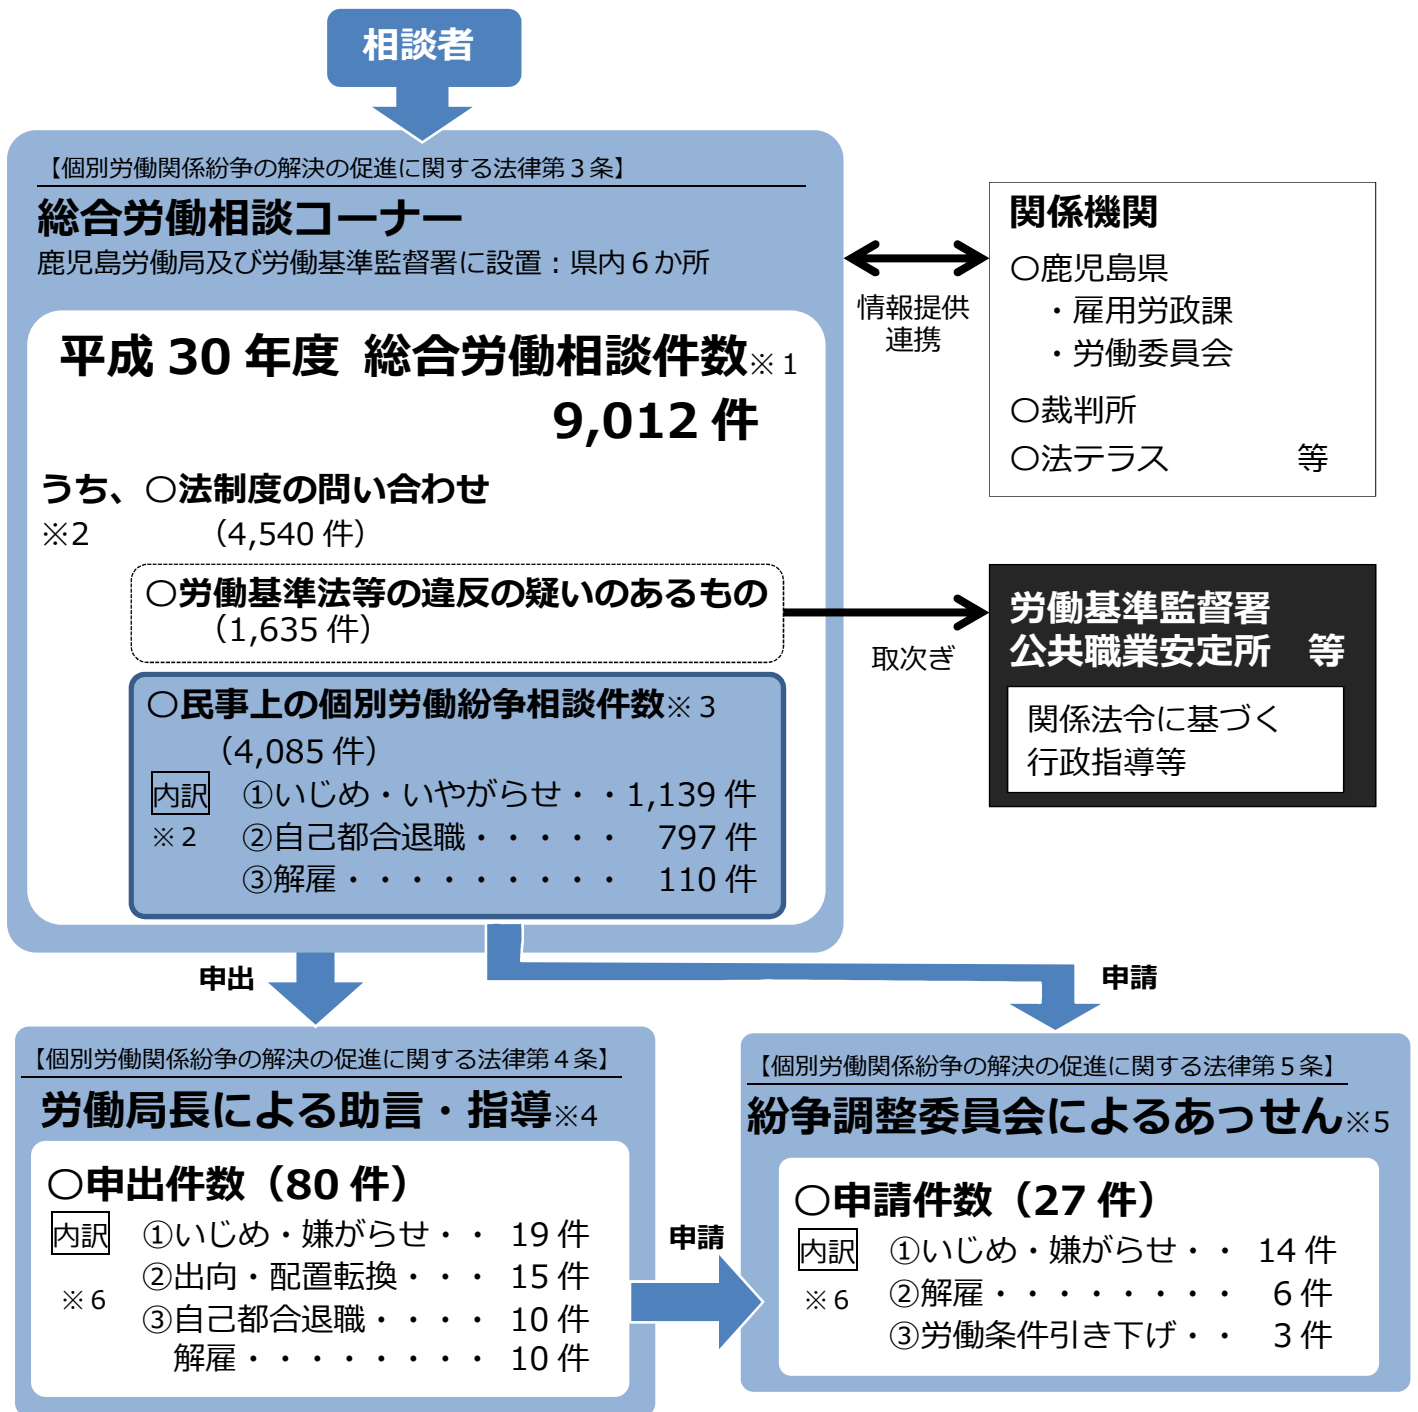 相談者
【個別労働関係紛争の解決の促進に関する法律第３条】
総合労働相談コーナー
鹿児島労働局及び労働基準監督署に設置：県内６か所
平成 30 年度 総合労働相談件数※１
9,012 件
うち、〇法制度の問い合わせ
※2 （4,540 件）
〇労働基準法等の違反の疑いのあるもの
（1,635 件）
〇民事上の個別労働紛争相談件数※３
（4,085 件）
内訳 ①いじめ・いやがらせ・・1,139 件
※２ ②自己都合退職・・・・・ 797 件
③解雇・・・・・・・・・ 110 件
情報提供
連携
関係機関
〇鹿児島県
・雇用労政課
・労働委員会
〇裁判所
〇法テラス 等
取次ぎ
労働基準監督署
公共職業安定所 等
関係法令に基づく
行政指導等
申出
申請
【個別労働関係紛争の解決の促進に関する法律第４条】
労働局長による助言・指導※4
〇申出件数（80 件）
内訳 ①いじめ・嫌がらせ・・ 19 件
②出向・配置転換・・・ 15 件
※６
③自己都合退職・・・・ 10 件
解雇・・・・・・・・ 10 件
申請
【個別労働関係紛争の解決の促進に関する法律第５条】
紛争調整委員会によるあっせん※5
〇申請件数（27 件）
内訳 ①いじめ・嫌がらせ・・ 14 件
※６ ②解雇・・・・・・・・ 6 件
③労働条件引き下げ・・ 3 件